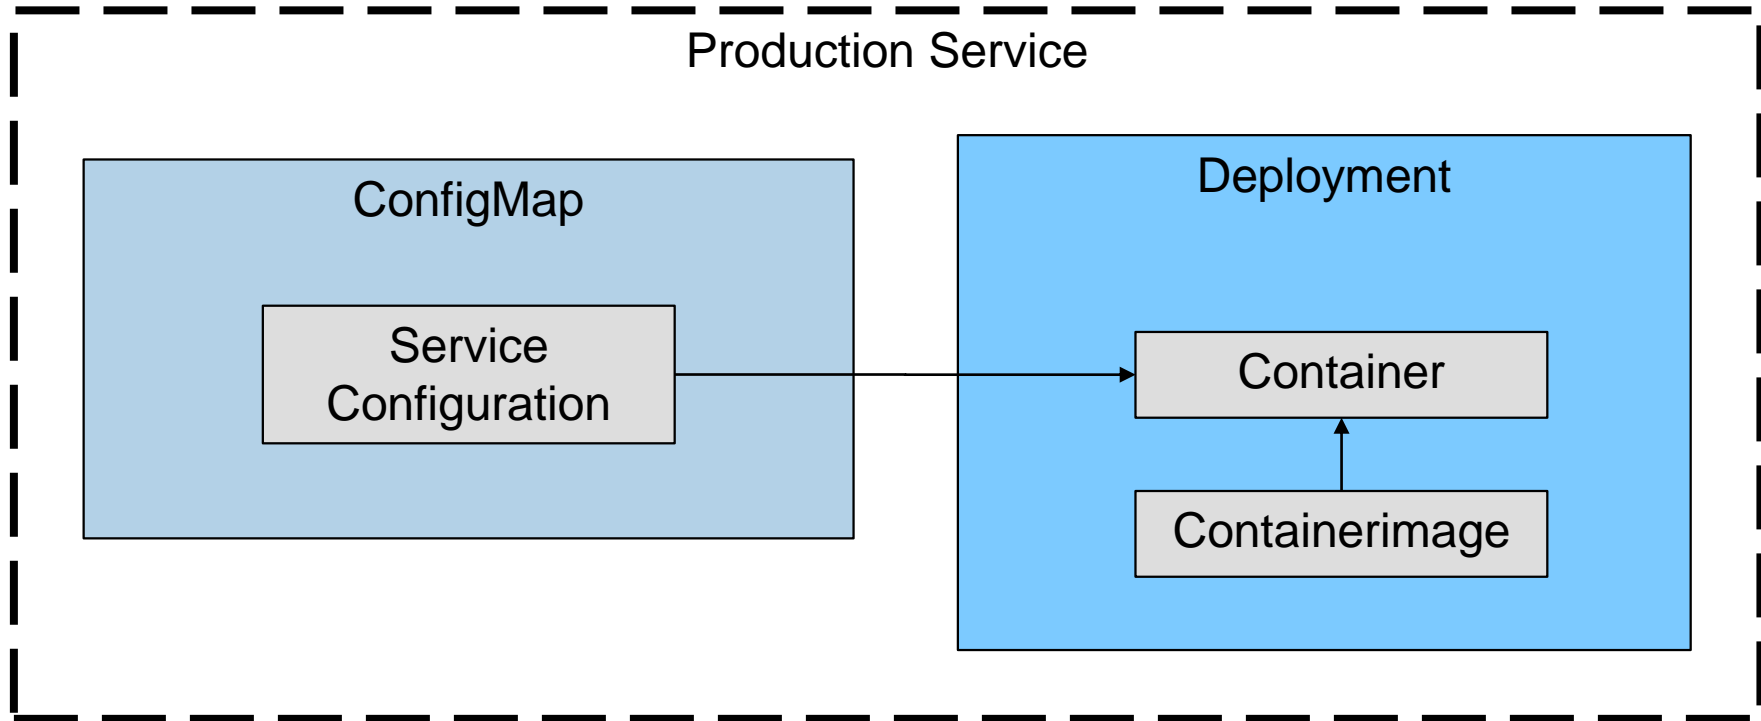 Production Service
ConfigMap
Service
Configuration
Deployment
Container
Containerimage